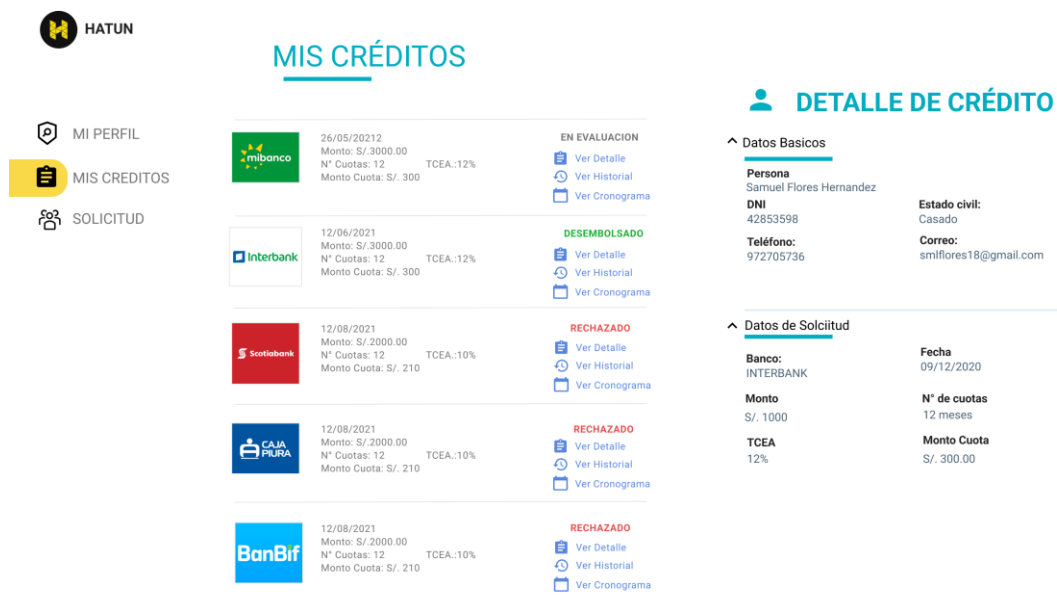 HATUN
MI PERFIL
MIS CREDITOS
SOLICITUD
MIS CRÉDITOS
mibanco
26/05/20212
Monto: S/.3000.00
N° Cuotas: 12 TCEA.:12%
Monto Cuota: S/. 300
EN EVALUACION
Ver Detalle
Ver Historial
Ver Cronograma
Interbank
12/06/2021
Monto: S/.3000.00
N° Cuotas: 12 TCEA.:12%
Monto Cuota: S/. 300
DESEMBOLSADO
Ver Detalle
Ver Historial
Ver Cronograma
Scotiabank
12/08/2021
Monto: S/.2000.00
N° Cuotas: 12 TCEA.:10%
Monto Cuota: S/. 210
RECHAZADO
Ver Detalle
Ver Historial
Ver Cronograma
CAJA
PIURA
12/08/2021
Monto: S/.2000.00
N° Cuotas: 12 TCEA.:10%
Monto Cuota: S/. 210
RECHAZADO
Ver Detalle
Ver Historial
Ver Cronograma
BanBif
12/08/2021
Monto: S/.2000.00
N° Cuotas: 12 TCEA.:10%
Monto Cuota: S/. 210
RECHAZADO
Ver Detalle
Ver Historial
Ver Cronograma
DETALLE DE CRÉDITO
Datos Basicos
Persona
Samuel Flores Hernandez
DNI
42853598
Estado civil:
Casado
Teléfono:
972705736
Correo:
smlflores18@gmail.com
Datos de Solciitud
Banco:
INTERBANK
Fecha
09/12/2020
Monto
S/. 1000
N° de cuotas
12 meses
TCEA
12%
Monto Cuota
S/. 300.00